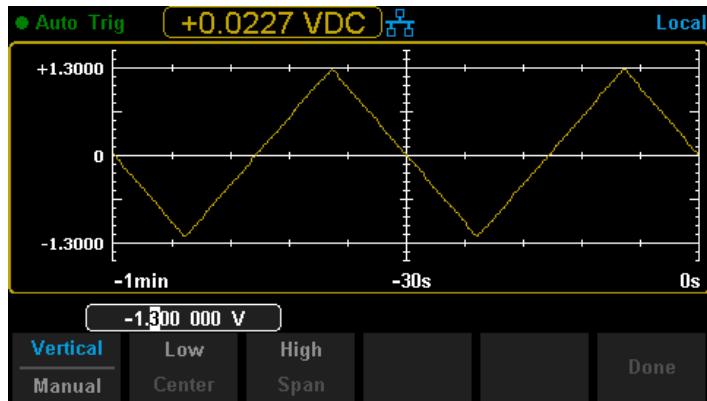 Auto Trig +0.0227 VDC Local
+1.3000
0
-1.3000
-1min -30s 0s
-1.300 000 V
Vertical Low High
Manual Center Span Done